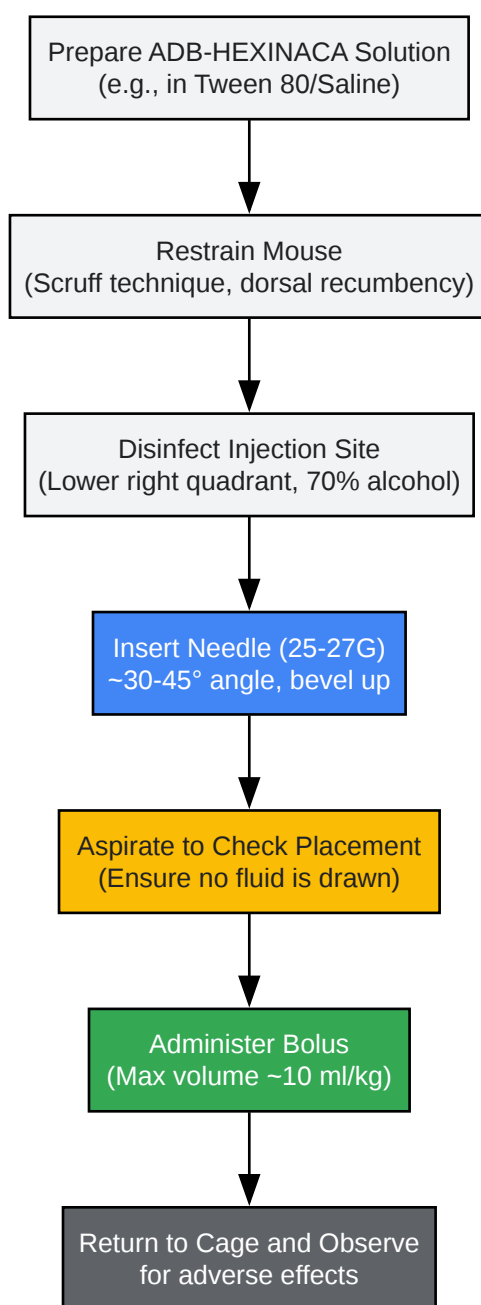 Prepare ADB-HEXINACA Solution
(e.g., in Tween 80/Saline)
Restrain Mouse
(Scruff technique, dorsal recumbency)
Disinfect Injection Site
(Lower right quadrant, 70% alcohol)
Insert Needle (25-27G)
~30-45° angle, bevel up
Aspirate to Check Placement
(Ensure no fluid is drawn)
Administer Bolus
(Max volume ~10 ml/kg)
Return to Cage and Observe
for adverse effects